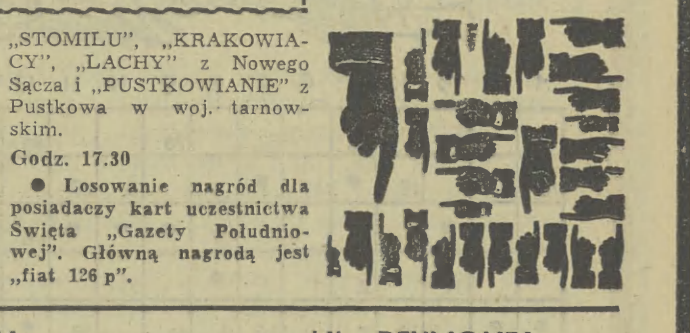 „STOMILU”, „KRAKOWIA-
CY”, „LACHY” z Nowego
Sącza i „PUSTKOWIANIE” z
Pustkowa w woj. tarnow-
skim.
Godz. 17.30
● Losowanie nagród dla
posiadaczy kart uczestnictwa
Święta „Gazety Południo-
wej”. Główną nagrodą jest
„fiat 126 p”.